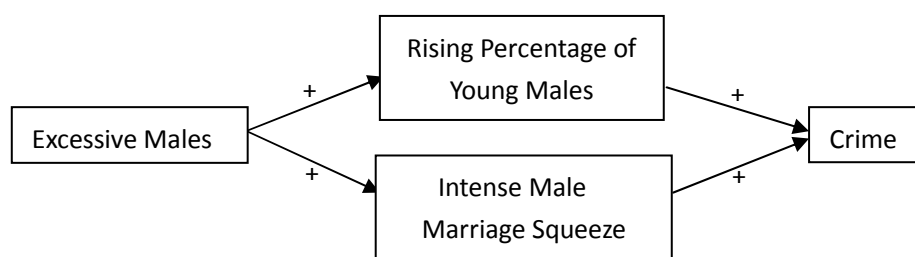 Rising Percentage of
Young Males
+
+
Excessive Males
Crime
+
+
Intense Male
Marriage Squeeze